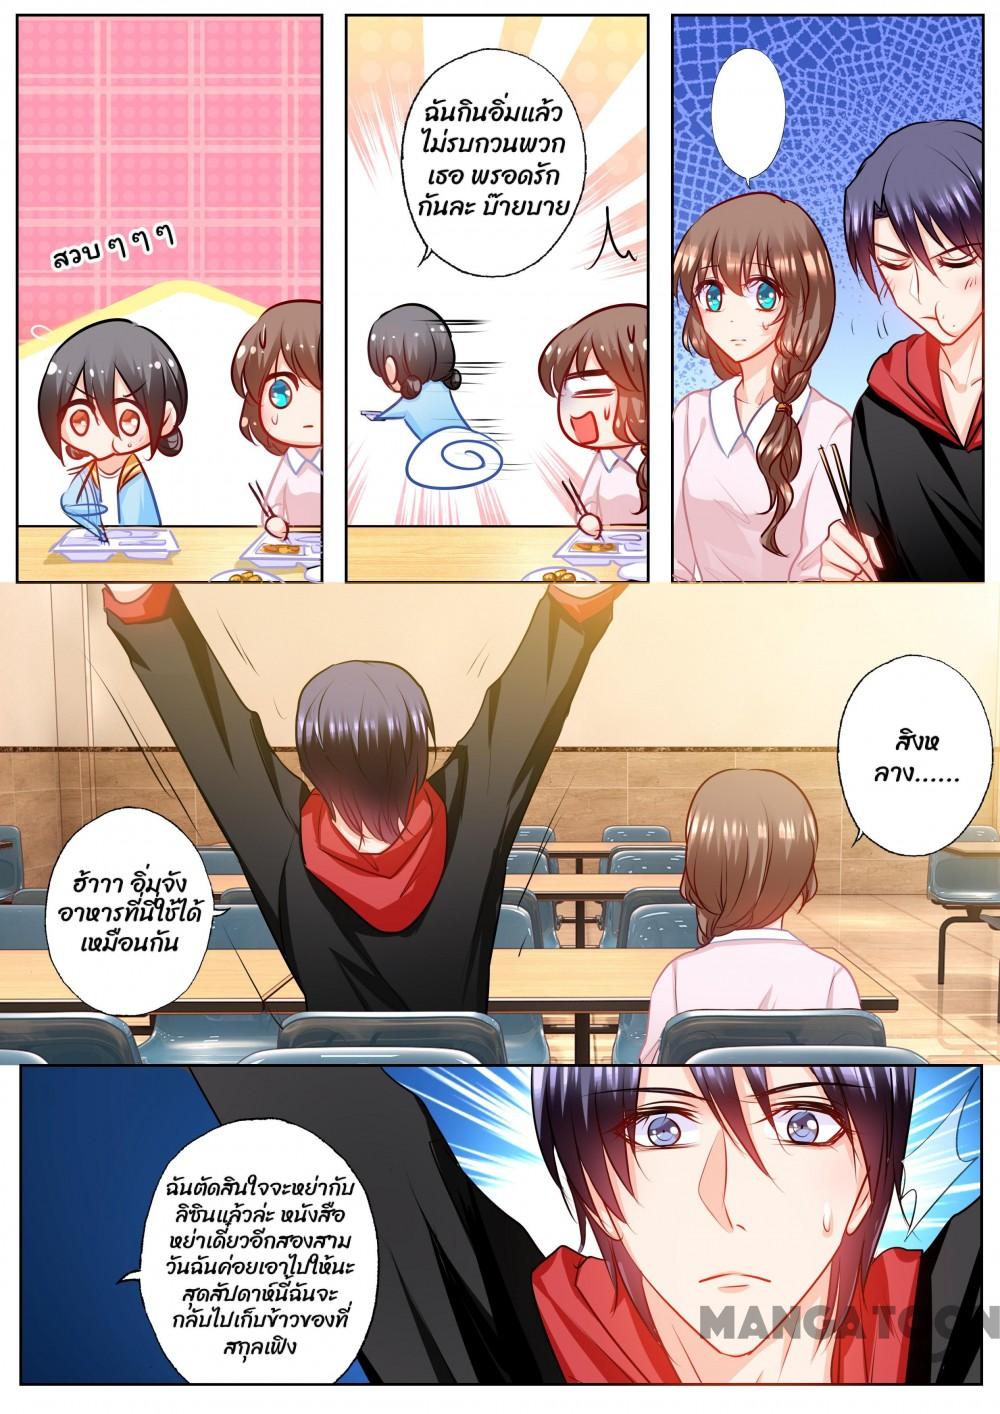 สวบ ๆ ๆ ๆ
ฉันกินอิ่มแล้ว
ไม่รบกวนพวก
เธอ พรอดรัก
กันละ บ๊ายบาย
สิงห
ลาง......
ฮ้าาา อิ่มจัง
อาหารที่นี่ใช้ได้
เหมือนกัน
ฉันตัดสินใจจะหย่ากับ
ลิซินแล้วล่ะ หนังสือ
หย่าเดี๋ยวอีกสองสาม
วันฉันค่อยเอาไปให้นะ
สุดสัปดาห์นี้ฉันจะ
กลับไปเก็บข้าวของที่
สกุลเฟิง
MANGATOON